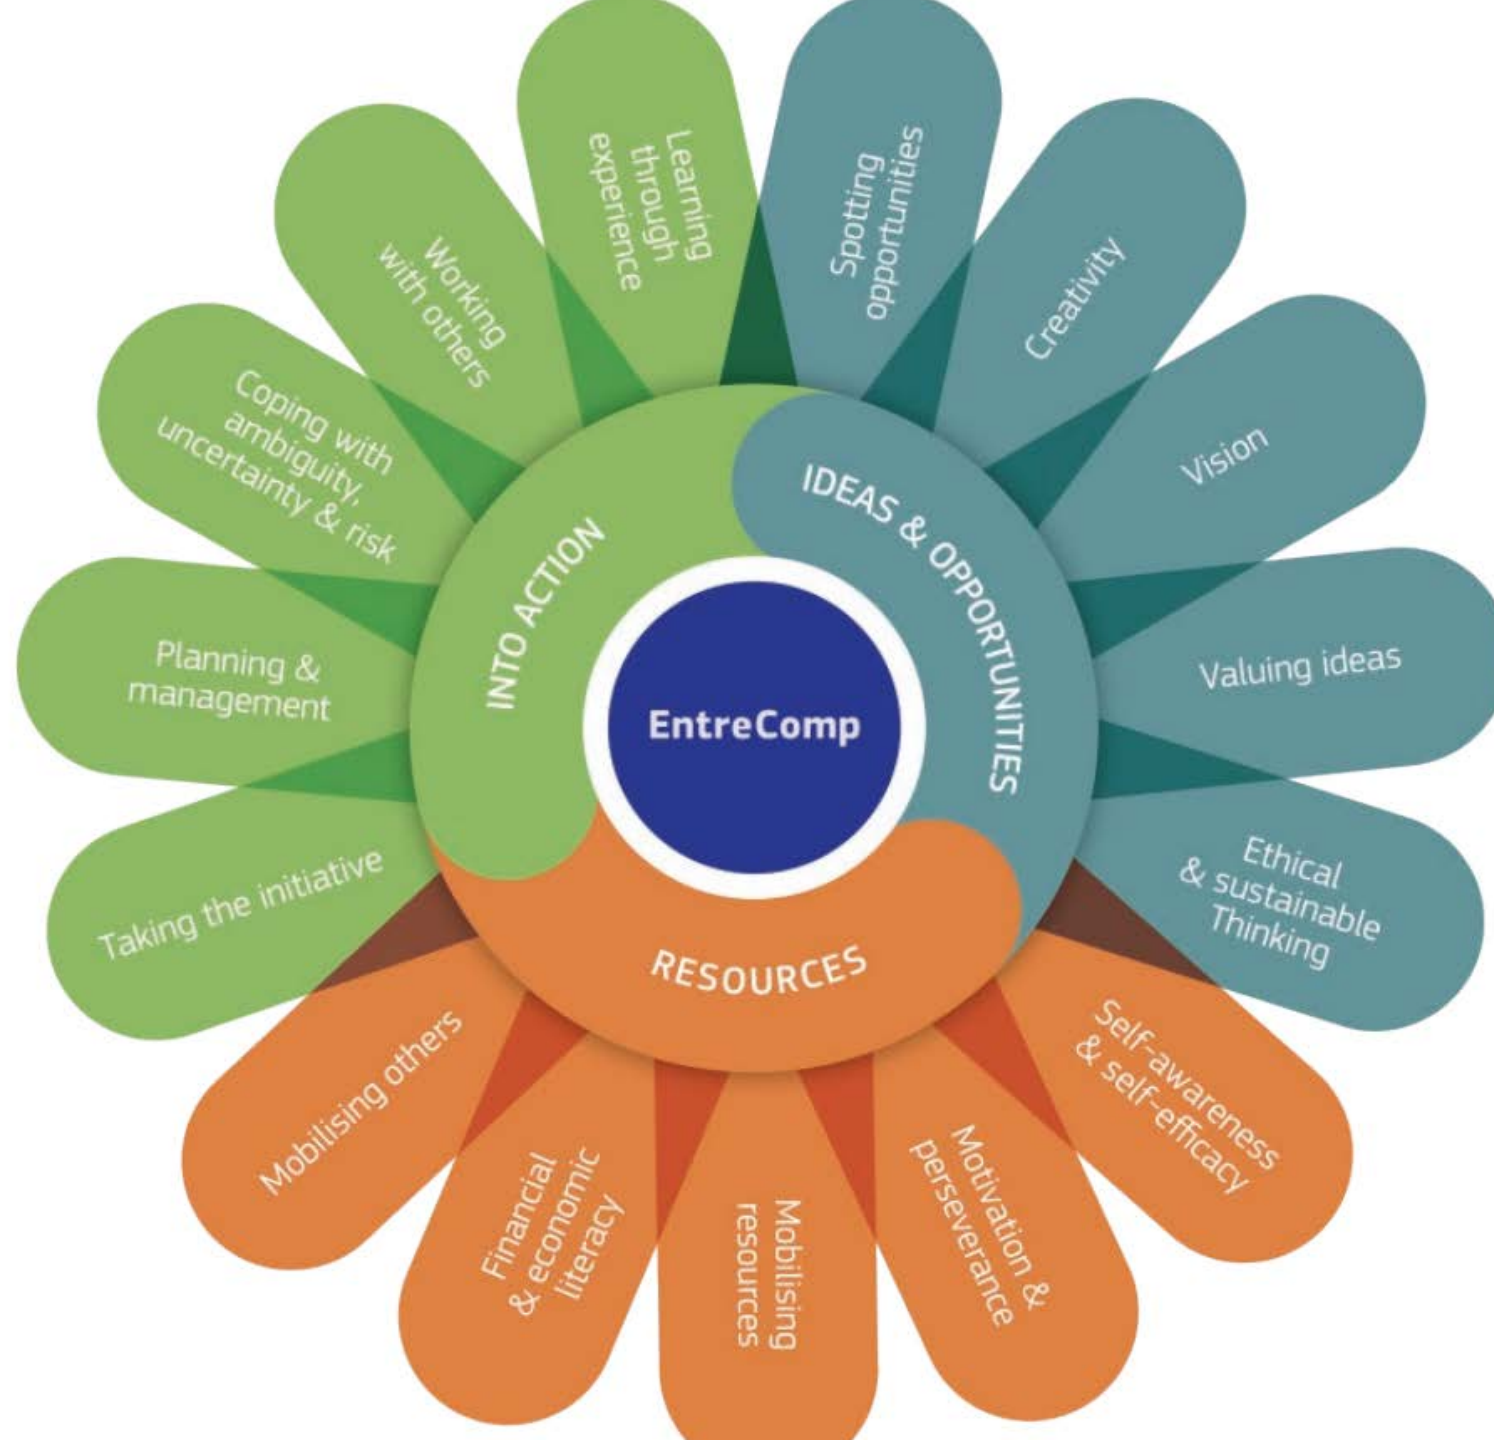 EntreComp
IDEAS & OPPORTUNITIES
Spotting
opportunities
Creativity
Vision
Valuing ideas
Ethical
& sustainable
Thinking
RESOURCES
Self-awareness
& self-efficacy
Motivation &
perseverance
Mobilising
resources
Financial
& economic
literacy
Mobilising others
INTO ACTION
Taking the initiative
Planning &
management
Coping with
ambiguity,
uncertainty & risk
Working
with others
Learning
through
experience